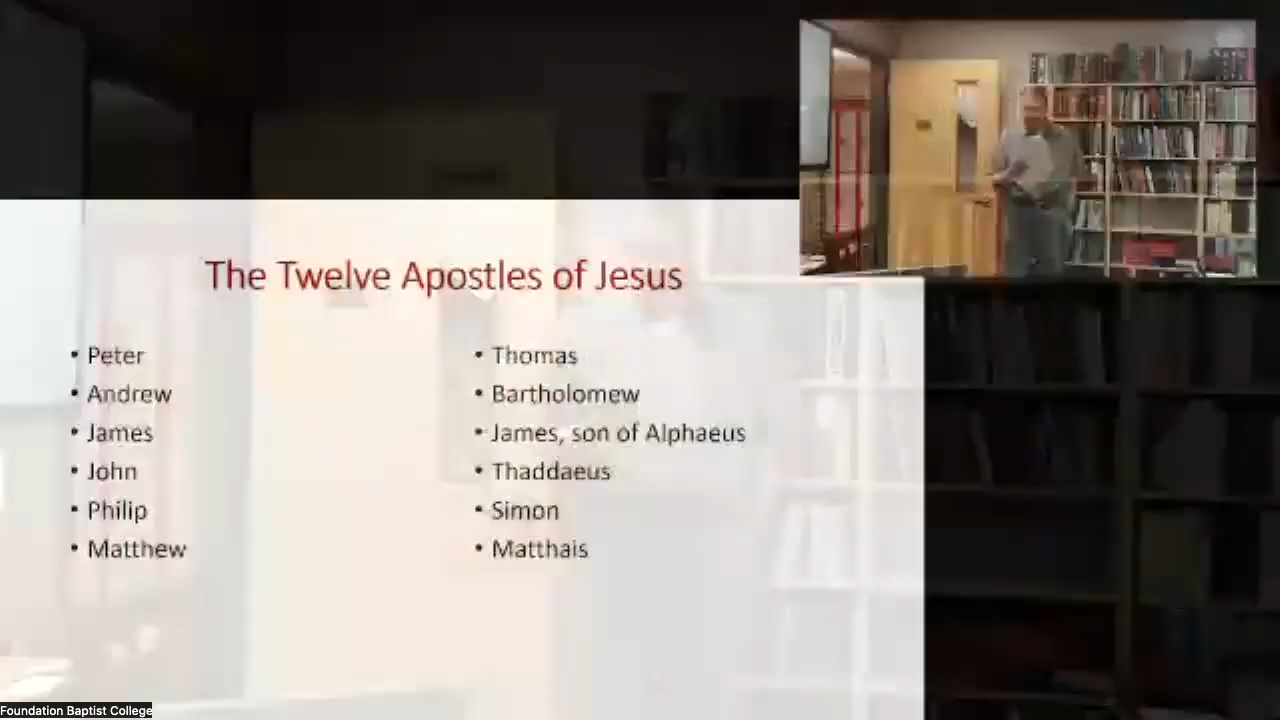 The Twelve Apostles of Jesus
• Peter
• Andrew
• James
• John
• Philip
• Matthew
• Thomas
• Bartholomew
• James, son of Alphaeus
• Thaddaeus
• Simon
• Matthais
Foundation Baptist College